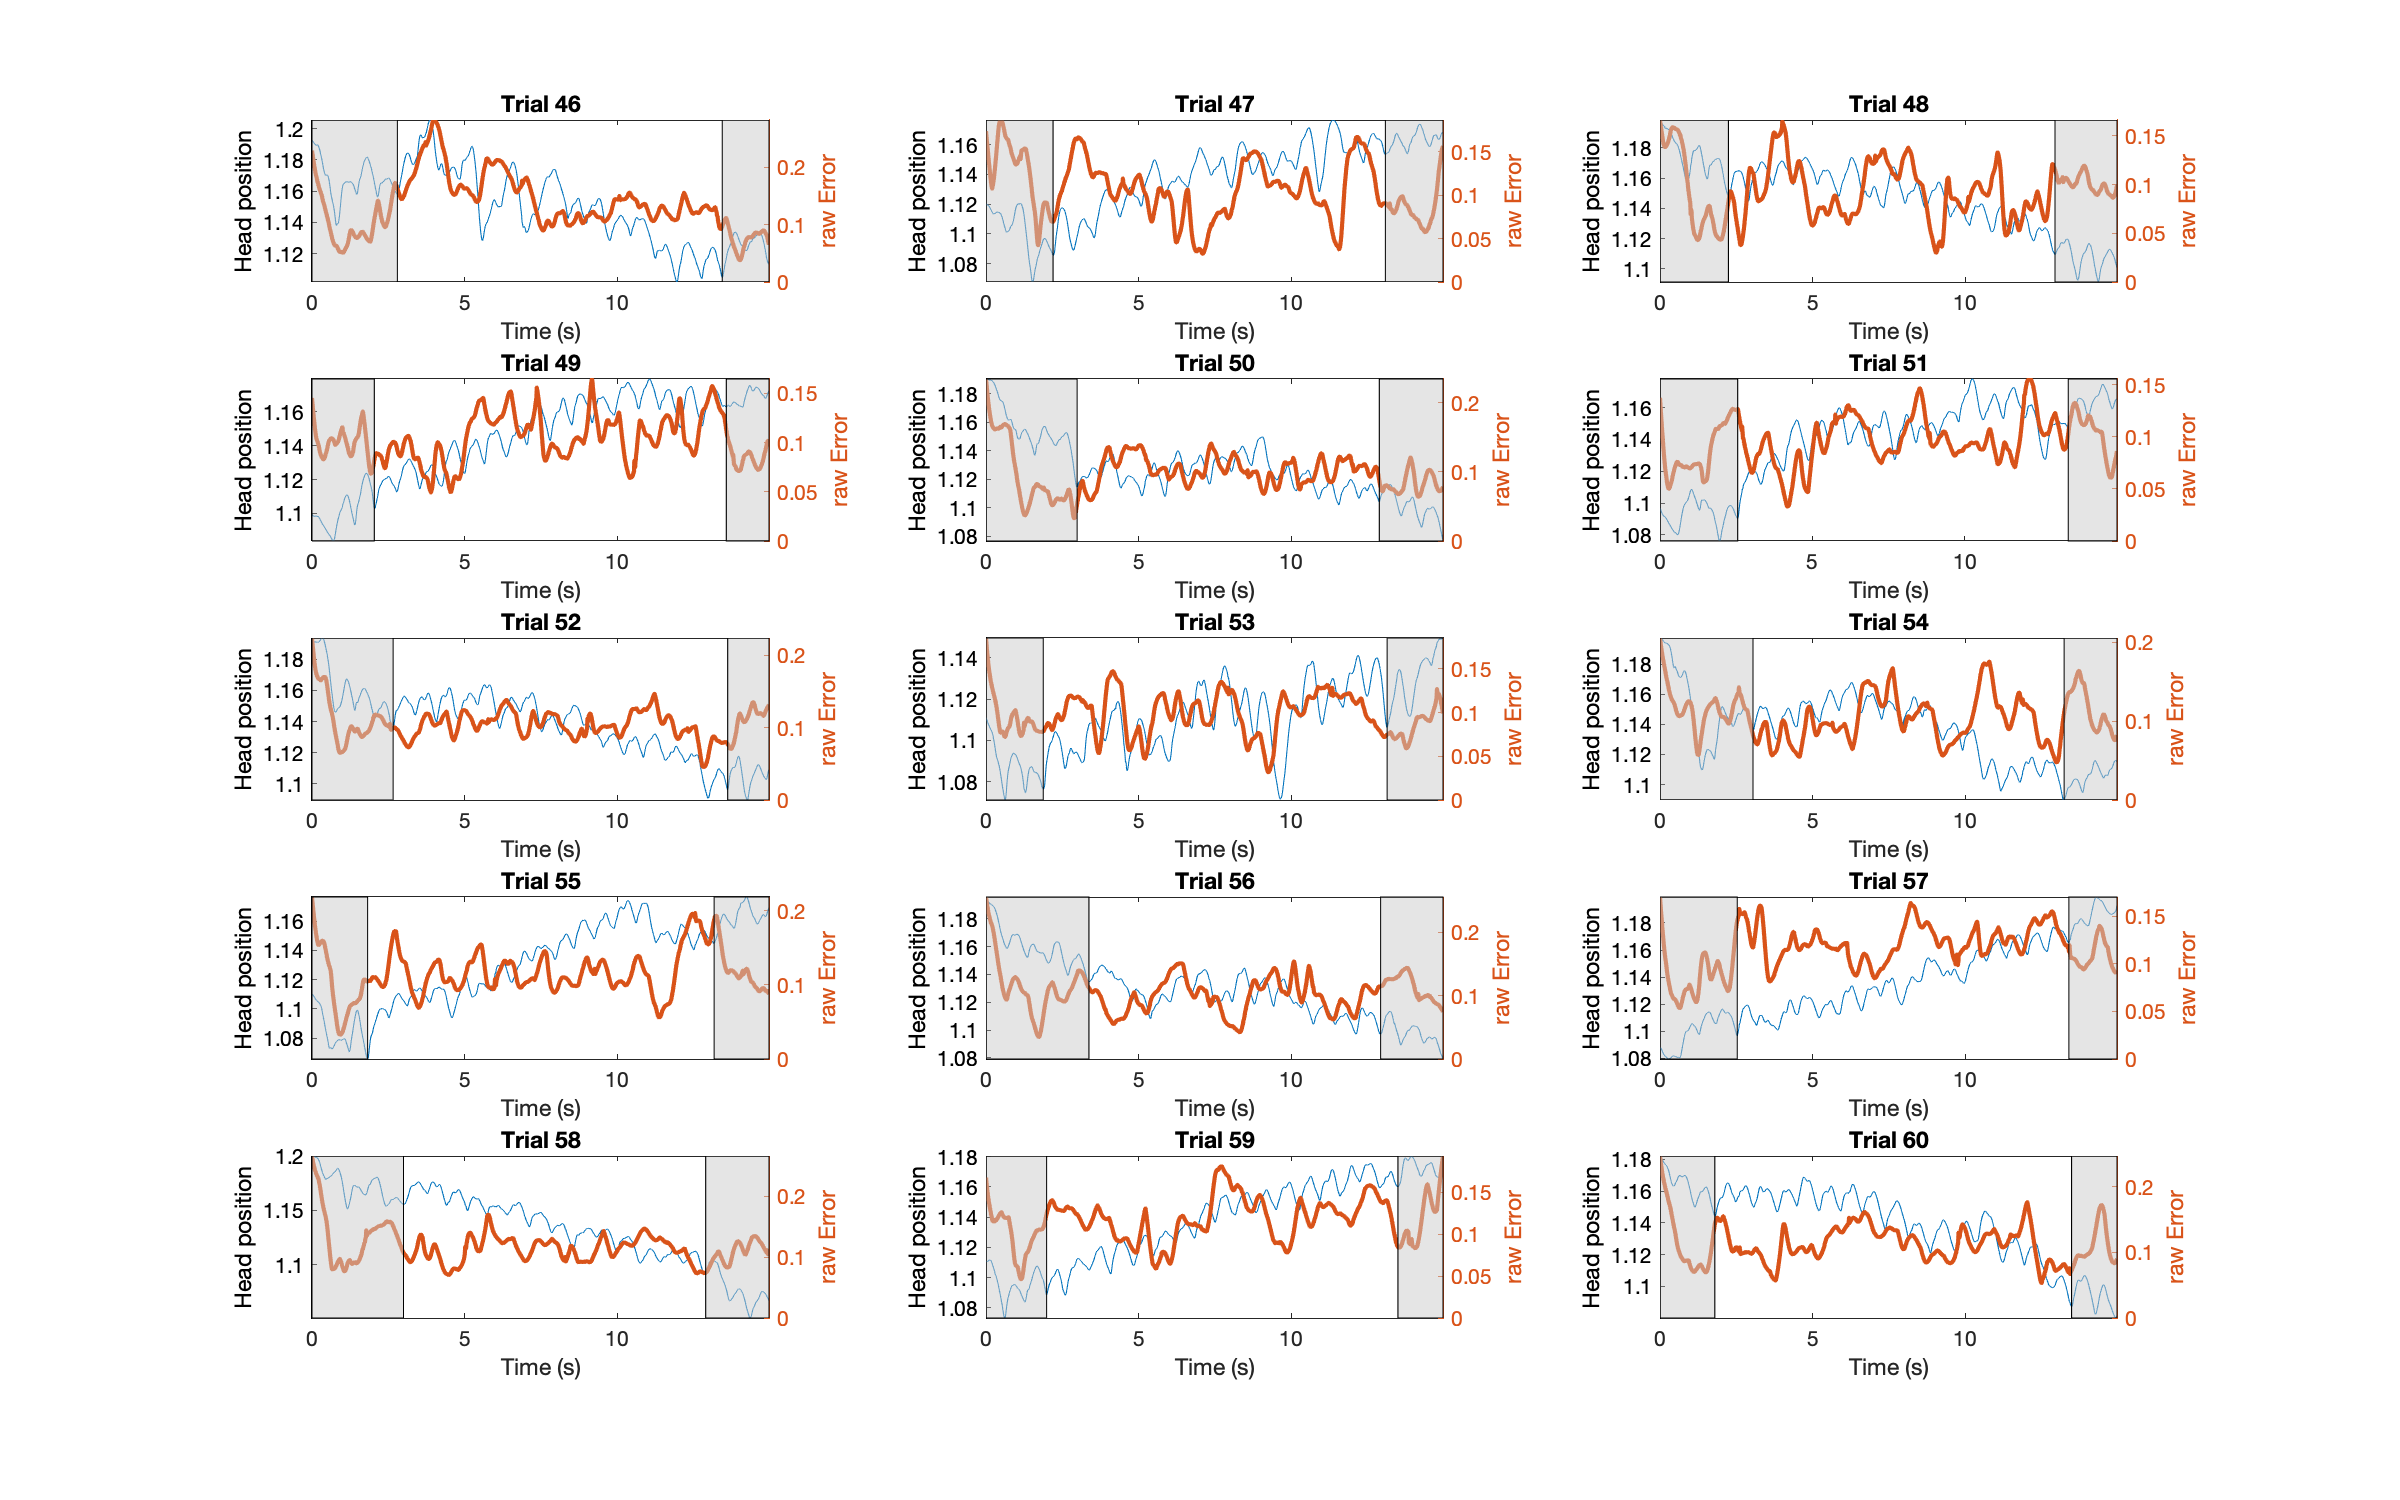 Trial 46
Head position
1.2
1.18
1.16
1.14
1.12
0.2
0.1
0
raw Error
0 5 10
Time (s)
Trial 47
Head position
1.16
1.14
1.12
1.1
1.08
0.15
0.1
0.05
0
raw Error
0 5 10
Time (s)
Trial 48
Head position
1.18
1.16
1.14
1.12
1.1
0.15
0.1
0.05
0
raw Error
0 5 10
Time (s)
Trial 49
Head position
1.16
1.14
1.12
1.1
0.15
0.1
0.05
0
raw Error
0 5 10
Time (s)
Trial 50
Head position
1.18
1.16
1.14
1.12
1.1
1.08
0.2
0.1
0
raw Error
0 5 10
Time (s)
Trial 51
Head position
1.16
1.14
1.12
1.1
1.08
0.15
0.1
0.05
0
raw Error
0 5 10
Time (s)
Trial 52
Head position
1.18
1.16
1.14
1.12
1.1
0.2
0.1
0
raw Error
0 5 10
Time (s)
Trial 53
Head position
1.14
1.12
1.1
1.08
0.15
0.1
0.05
0
raw Error
0 5 10
Time (s)
Trial 54
Head position
1.18
1.16
1.14
1.12
1.1
0.2
0.1
0
raw Error
0 5 10
Time (s)
Trial 55
Head position
1.16
1.14
1.12
1.1
1.08
0.2
0.1
0
raw Error
0 5 10
Time (s)
Trial 56
Head position
1.18
1.16
1.14
1.12
1.1
1.08
0.2
0.1
0
raw Error
0 5 10
Time (s)
Trial 57
Head position
1.18
1.16
1.14
1.12
1.1
1.08
0.15
0.1
0.05
0
raw Error
0 5 10
Time (s)
Trial 58
Head position
1.2
1.15
1.1
0.2
0.1
0
raw Error
0 5 10
Time (s)
Trial 59
Head position
1.18
1.16
1.14
1.12
1.1
1.08
0.15
0.1
0.05
0
raw Error
0 5 10
Time (s)
Trial 60
Head position
1.18
1.16
1.14
1.12
1.1
0.2
0.1
0
raw Error
0 5 10
Time (s)